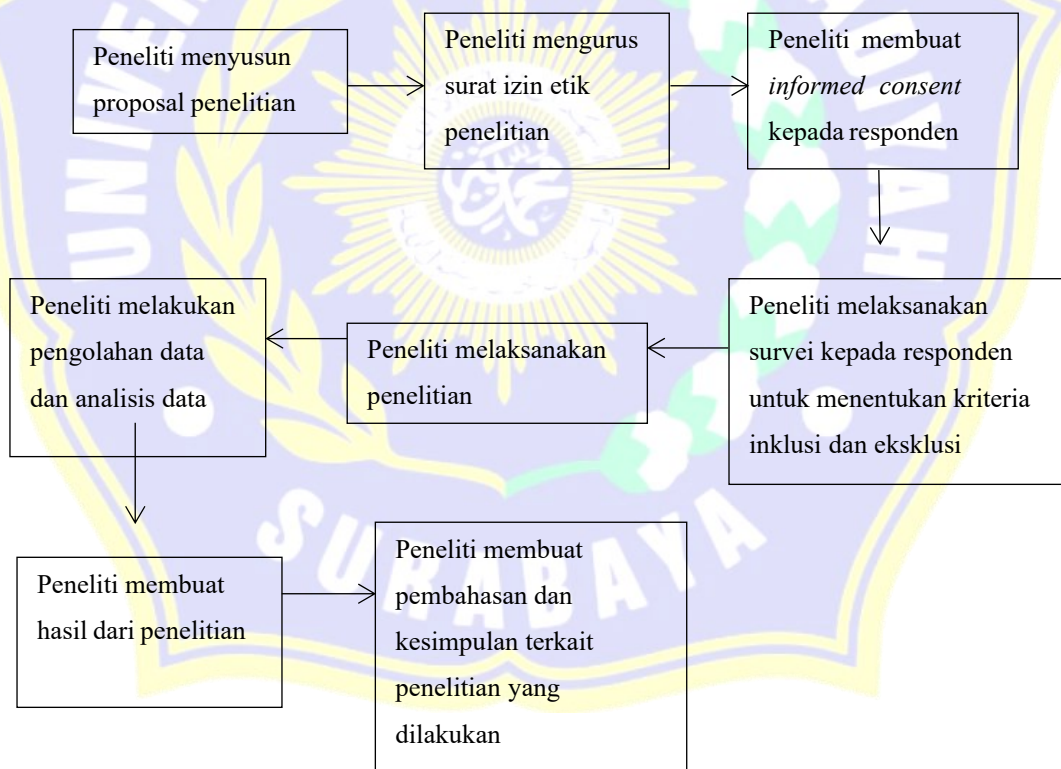 Peneliti menyusun
proposal penelitian
Peneliti mengurus
surat izin etik
penelitian
Peneliti membuat
informed consent
kepada responden
Peneliti melaksanakan
survei kepada responden
untuk menentukan kriteria
inklusi dan eksklusi
Peneliti melaksanakan
penelitian
Peneliti melakukan
pengolahan data
dan analisis data
Peneliti membuat
hasil dari penelitian
Peneliti membuat
pembahasan dan
kesimpulan terkait
penelitian yang
dilakukan
SURABAYA